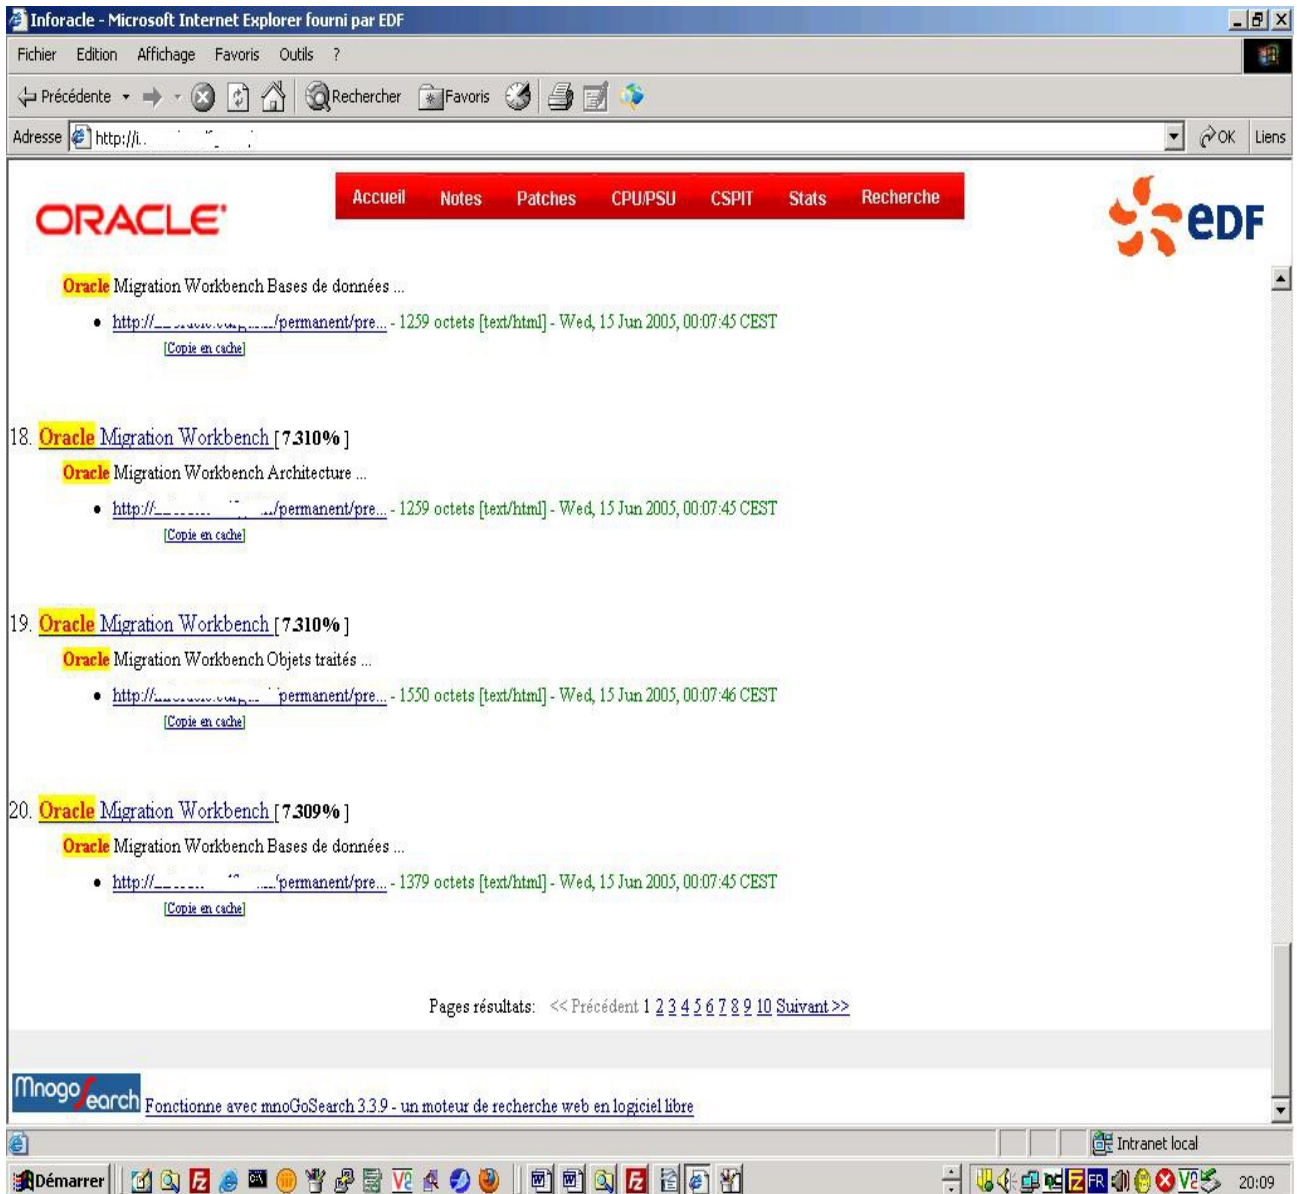 Inforacle - Microsoft Internet Explorer fourni par EDF
Fichier Edition Affichage Favoris Outils ?
Précédente Rechercher Favoris
Adresse http://i. OK Liens
ORACLE Accueil Notes Patches CPU/PSU CSPIT Stats Recherche eDF
Oracle Migration Workbench Bases de données ...
http:// /permanent/pre... - 1259 octets [text/html] - Wed, 15 Jun 2005, 00:07:45 CEST
[Copie en cache]
18. Oracle Migration Workbench [ 7.310% ]
Oracle Migration Workbench Architecture ...
http:// /permanent/pre... - 1259 octets [text/html] - Wed, 15 Jun 2005, 00:07:45 CEST
[Copie en cache]
19. Oracle Migration Workbench [ 7.310% ]
Oracle Migration Workbench Objets traités ...
http:// permanent/pre... - 1550 octets [text/html] - Wed, 15 Jun 2005, 00:07:46 CEST
[Copie en cache]
20. Oracle Migration Workbench [ 7.309% ]
Oracle Migration Workbench Bases de données ...
http:// /permanent/pre... - 1379 octets [text/html] - Wed, 15 Jun 2005, 00:07:45 CEST
[Copie en cache]
Pages résultats: << Précédent 1 2 3 4 5 6 7 8 9 10 Suivant >>
Mnogo Search Fonctionne avec mnoGoSearch 3.3.9 - un moteur de recherche web en logiciel libre
Intranet local
Démarrer FR 20:09